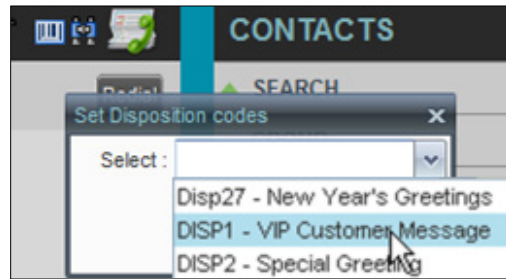 CONTACTS
Redial
SEARCH
Set Disposition codes
Select :
Disp27 - New Year's Greetings
DISP1 - VIP Customer Message
DISP2 - Special Greeting